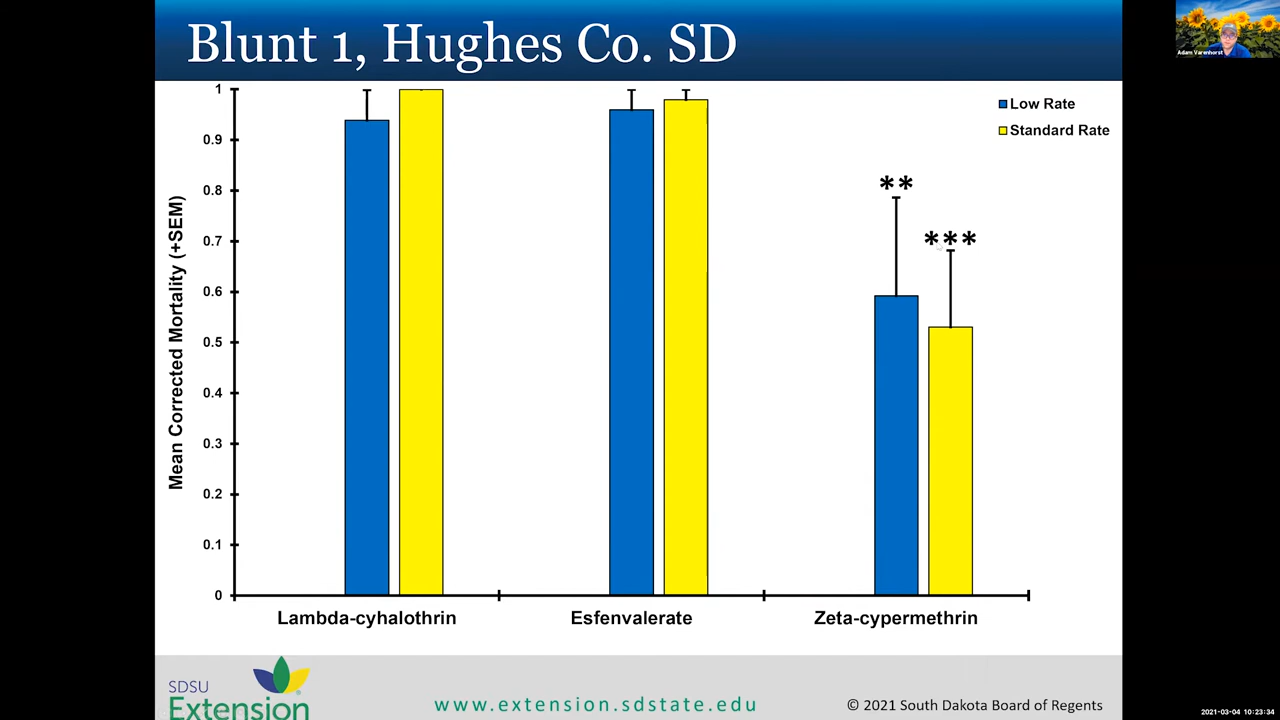 Blunt 1, Hughes Co. SD
Adam Varenhorst
1
0.9
0.8
0.7
0.6
0.5
0.4
0.3
0.2
0.1
0
Mean Corrected Mortality (+SEM)
Low Rate
Standard Rate
**
***
Lambda-cyhalothrin
Esfenvalerate
Zeta-cypermethrin
SDSU
Extension
www.extension.sdstate.edu
© 2021 South Dakota Board of Regents
2021-03-04 10:23:34